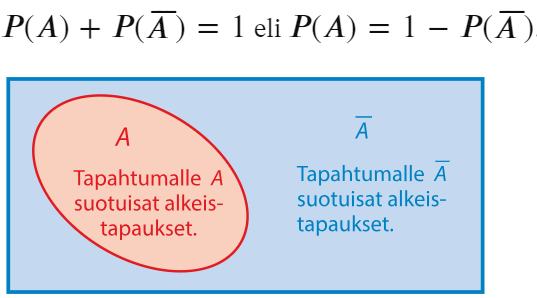 P(A) + P(A̅) = 1 eli P(A) = 1 − P(A̅).
A
Tapahtumalle A
suotuisat alkeis-
tapaukset.
A̅
Tapahtumalle A̅
suotuisat alkeis-
tapaukset.